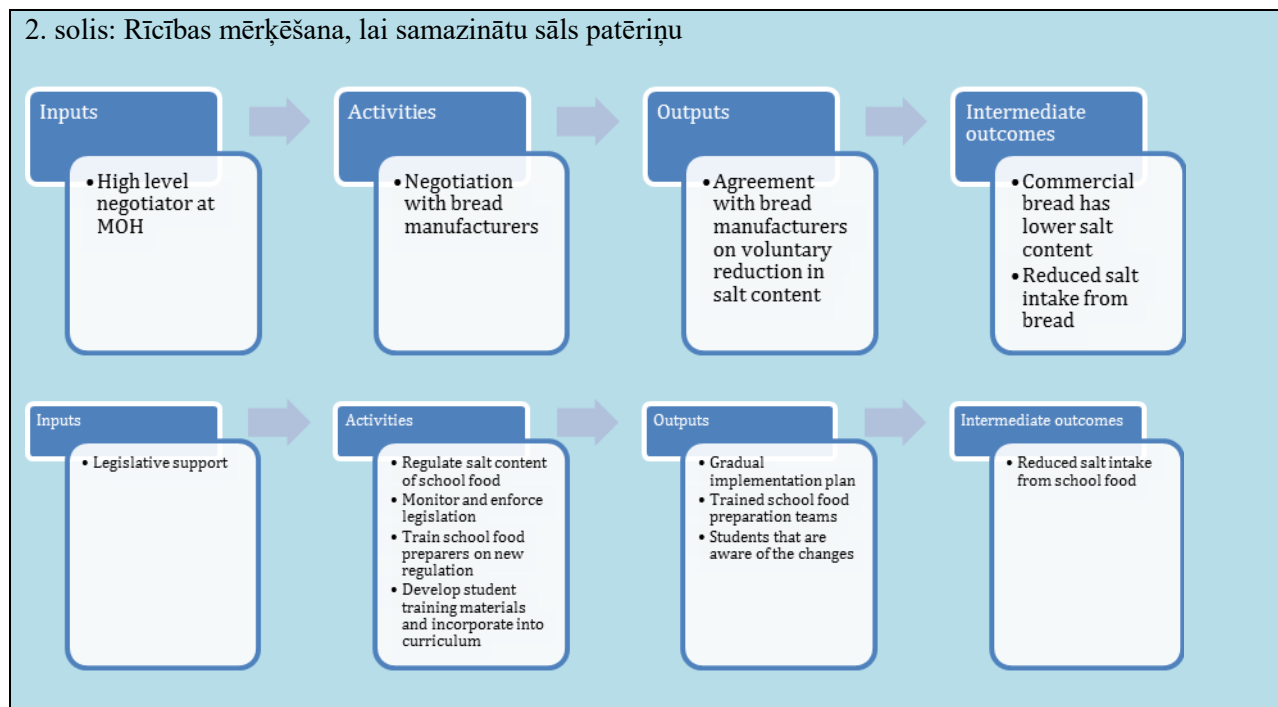 2. solis: Rīcības mērķēšana, lai samazinātu sāls patēriņu
Inputs
• High level
negotiator at
MOH
Activities
• Negotiation
with bread
manufacturers
Outputs
• Agreement
with bread
manufacturers
on voluntary
reduction in
salt content
Intermediate
outcomes
• Commercial
bread has
lower salt
content
• Reduced salt
intake from
bread
Inputs
• Legislative support
Activities
• Regulate salt content
of school food
• Monitor and enforce
legislation
• Train school food
preparers on new
regulation
• Develop student
training materials
and incorporate into
curriculum
Outputs
• Gradual
implementation plan
• Trained school food
preparation teams
• Students that are
aware of the changes
Intermediate outcomes
• Reduced salt intake
from school food